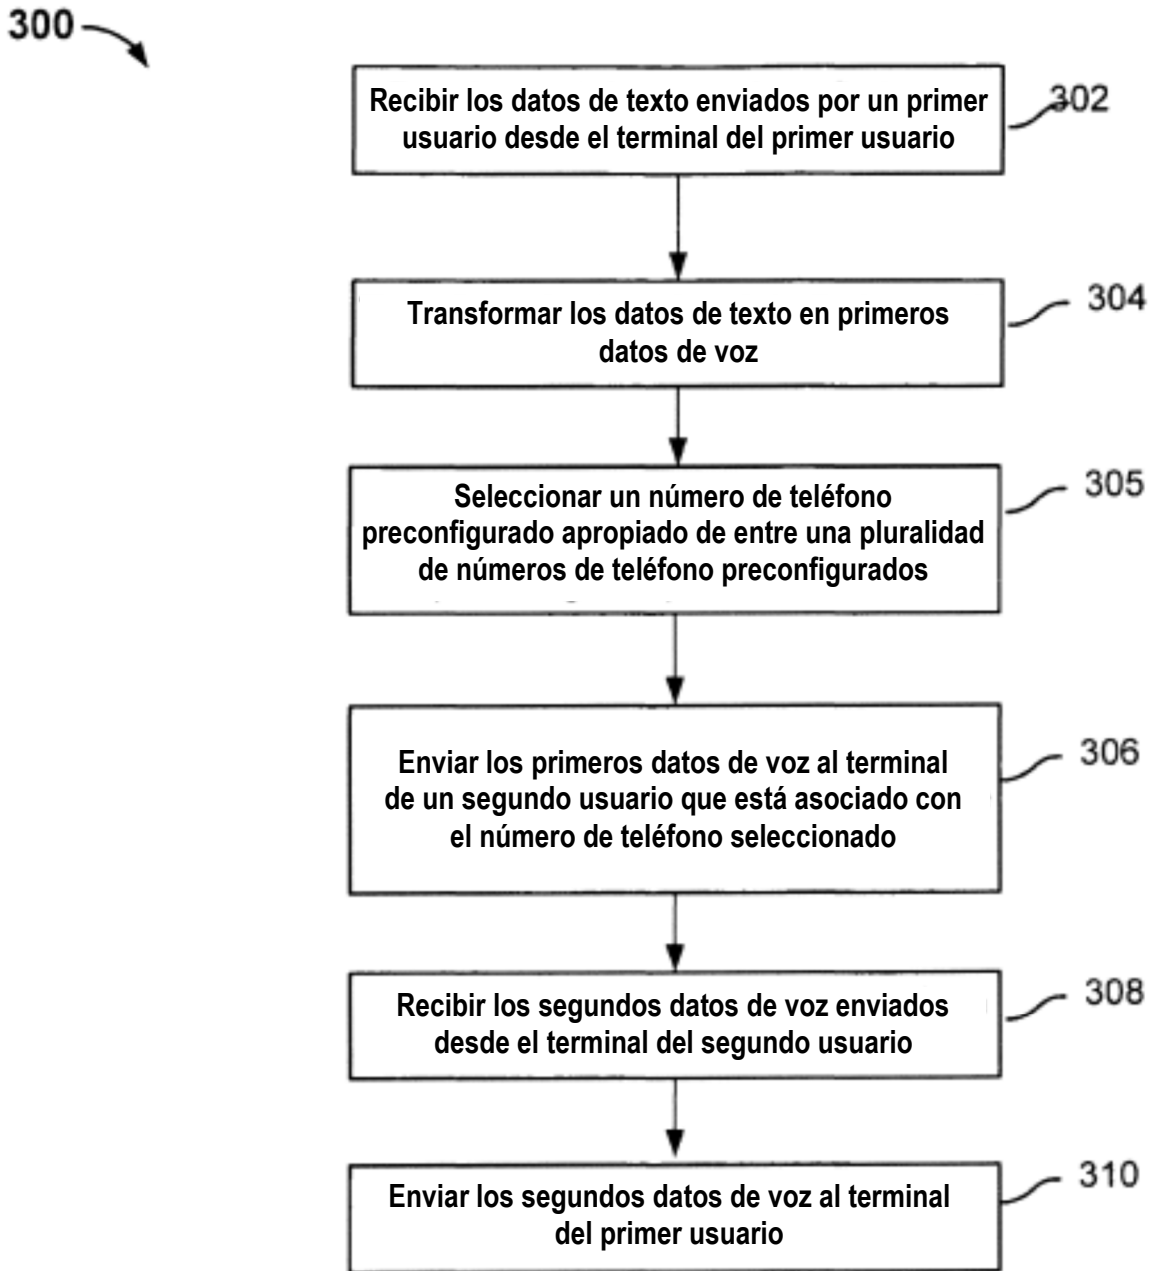 300
Recibir los datos de texto enviados por un primer
usuario desde el terminal del primer usuario
302
Transformar los datos de texto en primeros
datos de voz
304
Seleccionar un número de teléfono
preconfigurado apropiado de entre una pluralidad
de números de teléfono preconfigurados
305
Enviar los primeros datos de voz al terminal
de un segundo usuario que está asociado con
el número de teléfono seleccionado
306
Recibir los segundos datos de voz enviados
desde el terminal del segundo usuario
308
Enviar los segundos datos de voz al terminal
del primer usuario
310